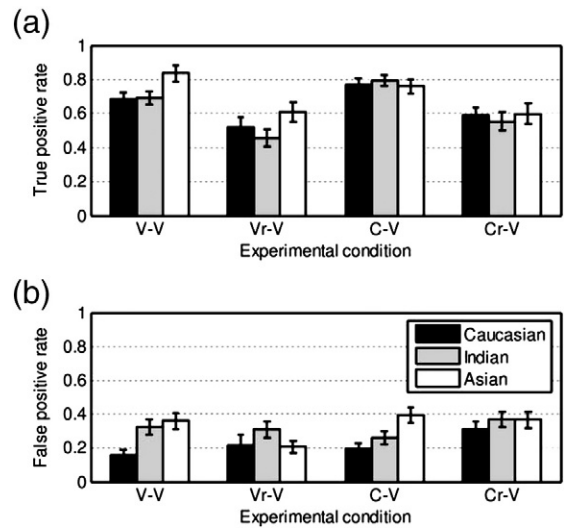 (a)
True positive rate
1
0.8
0.6
0.4
0.2
0
V-V Vr-V C-V Cr-V
Experimental condition
(b)
False positive rate
1
0.8
0.6
0.4
0.2
0
Caucasian
Indian
Asian
V-V Vr-V C-V Cr-V
Experimental condition